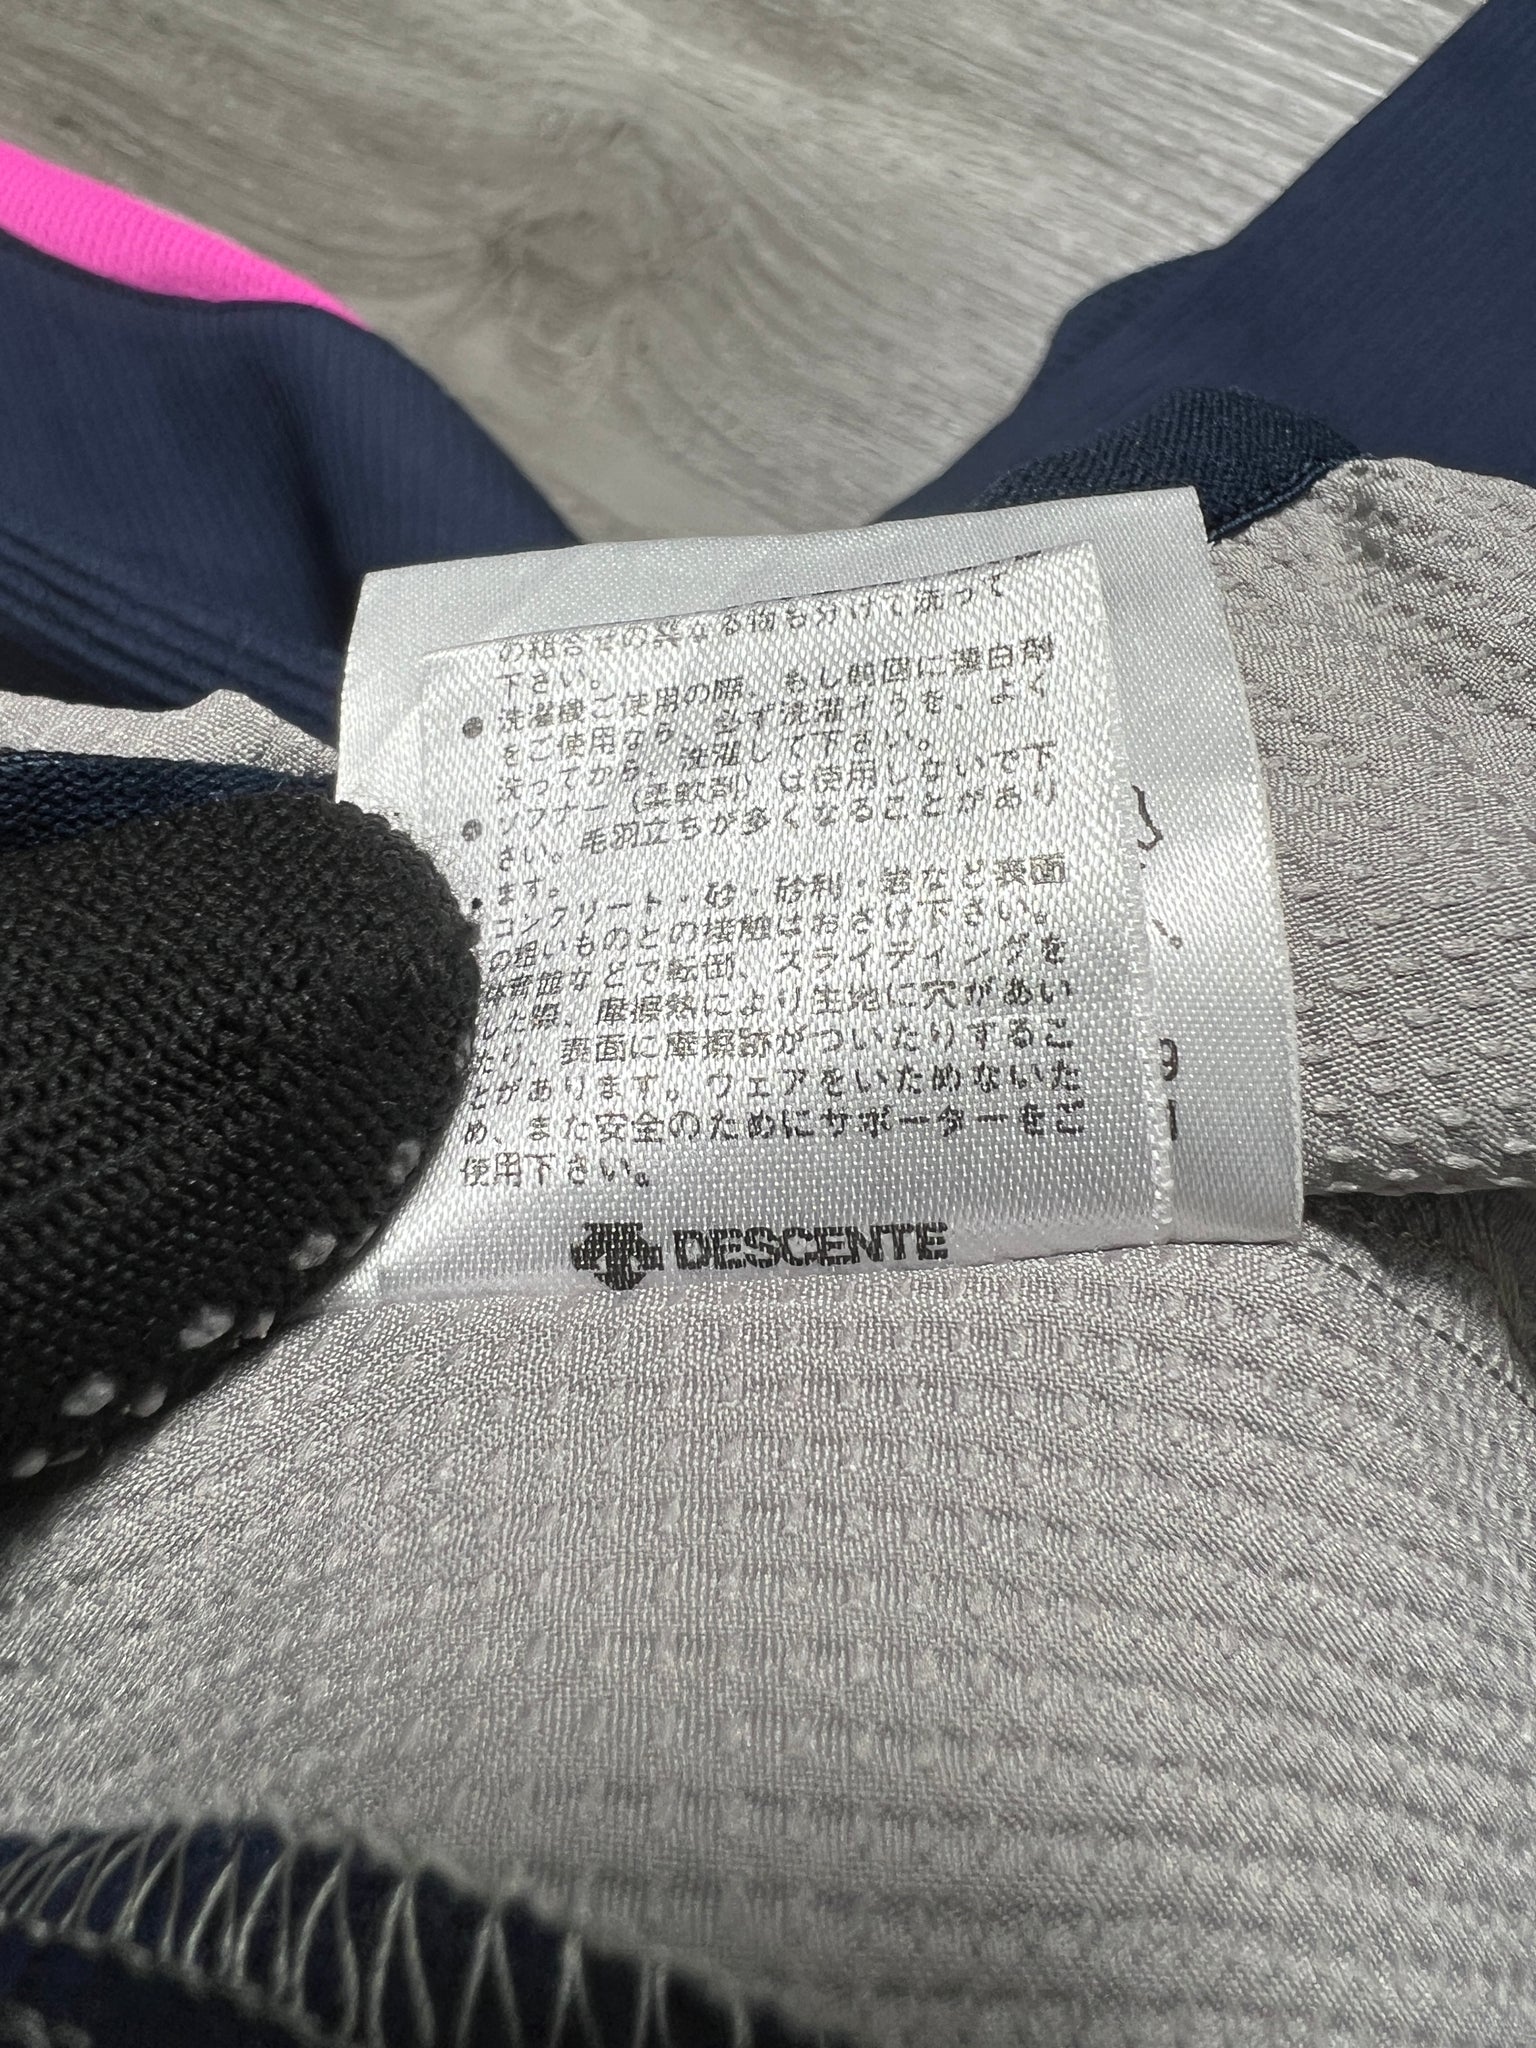 の組合せの異なる物も分けて洗って
下さい。
●洗濯機ご使用の際、もし前回に漂白剤
をご使用なら、必ず洗濯そうを、よく
洗ってから、洗濯して下さい。
●ソフナー(柔軟剤)は使用しないで下
さい。毛羽立ちが多くなることがあり
ます。
コンクリート・砂・砂利・岩など表面
の粗いものとの接触はおさけ下さい。
体育館などで転倒、スライディングを
した際、摩擦熱により生地に穴があい
たり、表面に摩擦跡がついたりするこ
とがあります。ウェアをいためないた
め、また安全のためにサポーターをご
使用下さい。
DESCENTE